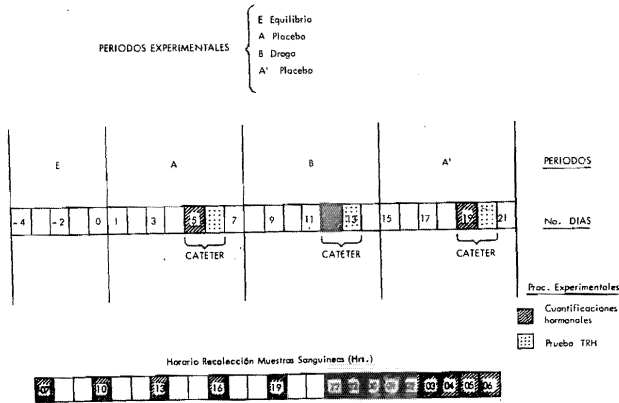 PERIODOS EXPERIMENTALES
E Equilibrio
A Placebo
B Droga
A' Placebo
E A B A' PERIODOS
-4 -2 0 1 3 5 7 9 11 13 15 17 19 21 No. DIAS
CATETER CATETER CATETER
Proc. Experimentales
Cuantificaciones
hormonales
Prueba TRH
Horario Recolección Muestras Sanguineas (Hrs.)
07 10 13 16 19 03 04 05 06